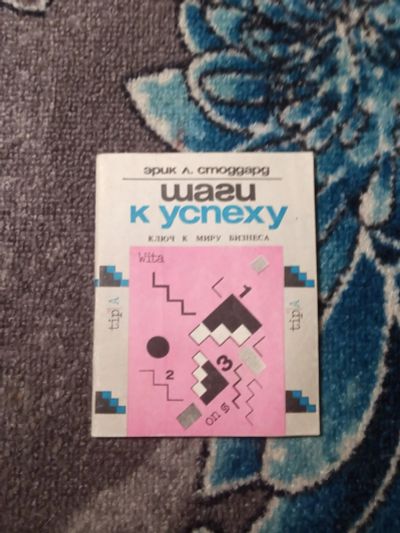 эрик л. стоддард
шаги
к успеху
КЛЮЧ К МИРУ БИЗНЕСА
Wita
1
tip A
tip A
2
3
on §